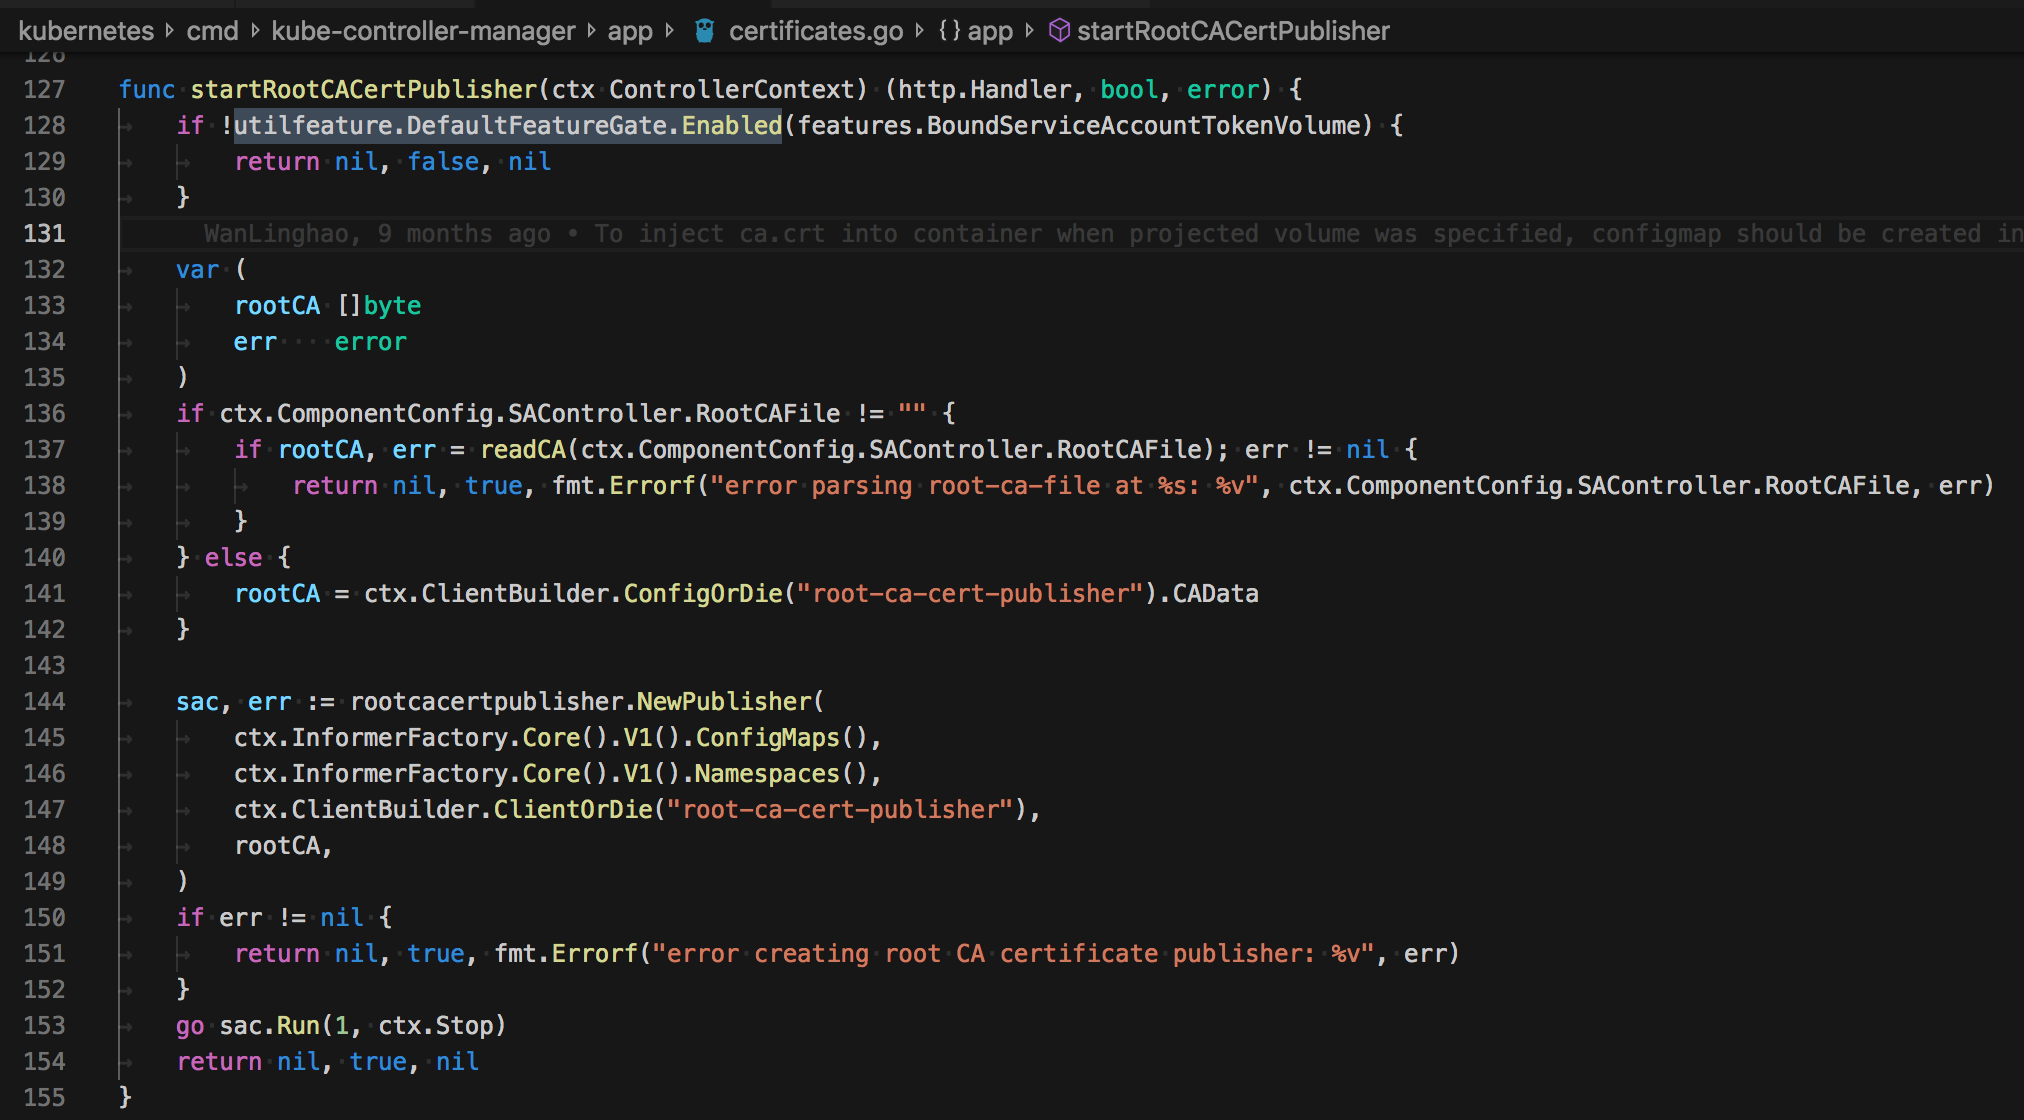 kubernetes cmd kube-controller-manager app certificates.go {} app startRootCACertPublisher
126
127 func startRootCACertPublisher(ctx ControllerContext) (http.Handler, bool, error) {
128 if !utilfeature.DefaultFeatureGate.Enabled(features.BoundServiceAccountTokenVolume) {
129 return nil, false, nil
130 }
131 WanLinghao, 9 months ago • To inject ca.crt into container when projected volume was specified, configmap should be created in
132 var (
133 rootCA []byte
134 err error
135 )
136 if ctx.ComponentConfig.SAController.RootCAFile != "" {
137 if rootCA, err = readCA(ctx.ComponentConfig.SAController.RootCAFile); err != nil {
138 return nil, true, fmt.Errorf("error parsing root-ca-file at %s: %v", ctx.ComponentConfig.SAController.RootCAFile, err)
139 }
140 } else {
141 rootCA = ctx.ClientBuilder.ConfigOrDie("root-ca-cert-publisher").CAData
142 }
143
144 sac, err := rootcacertpublisher.NewPublisher(
145 ctx.InformerFactory.Core().V1().ConfigMaps(),
146 ctx.InformerFactory.Core().V1().Namespaces(),
147 ctx.ClientBuilder.ClientOrDie("root-ca-cert-publisher"),
148 rootCA,
149 )
150 if err != nil {
151 return nil, true, fmt.Errorf("error creating root CA certificate publisher: %v", err)
152 }
153 go sac.Run(1, ctx.Stop)
154 return nil, true, nil
155 }